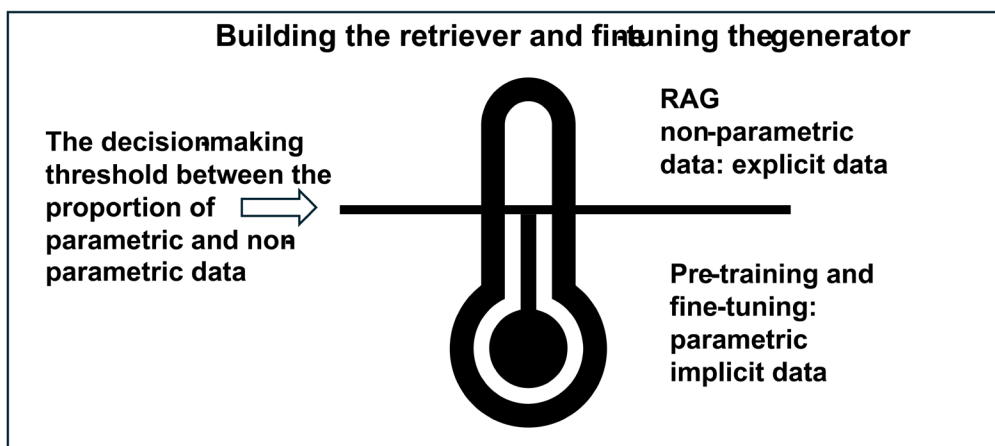 Building the retriever and fine-tuning the generator
The decision-making
threshold between the
proportion of
parametric and non-
parametric data
RAG
non-parametric
data: explicit data
Pre-training and
fine-tuning:
parametric
implicit data